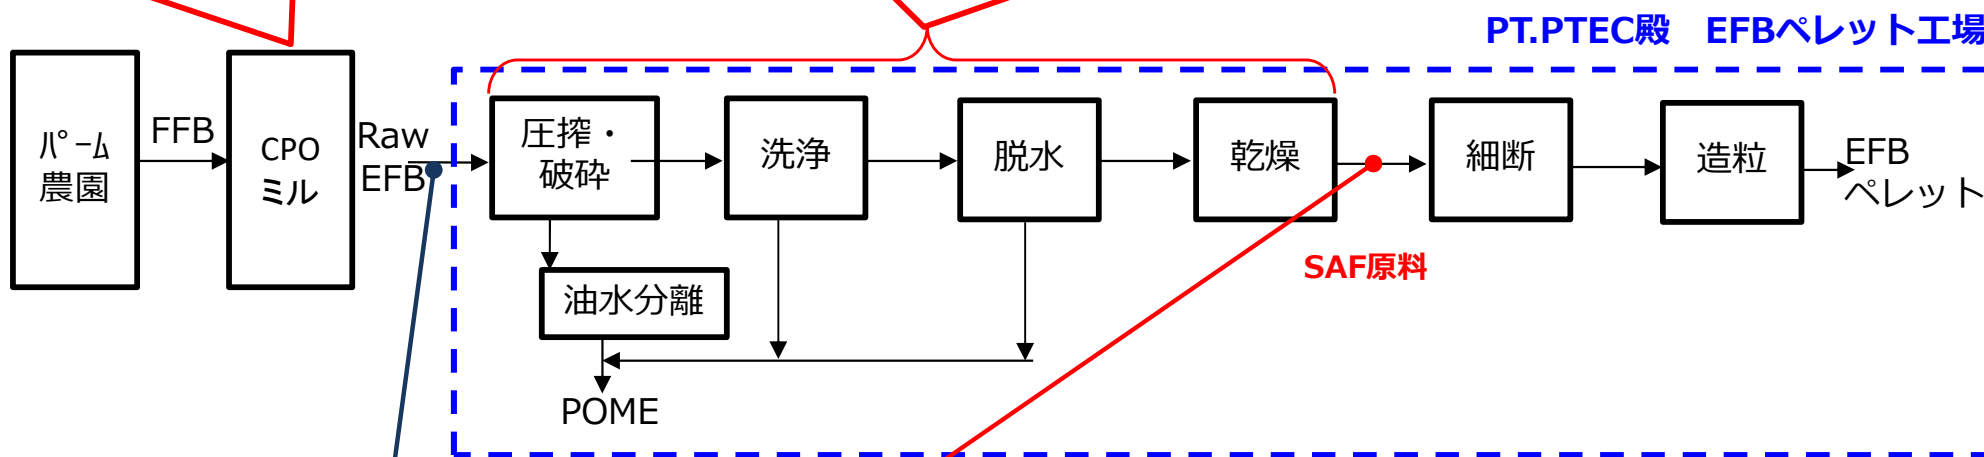 PT.PTEC殿　EFBペレット工場
ﾊﾟｰﾑ
農園
FFB
CPO
ミル
Raw
EFB
圧搾・
破砕
洗浄
脱水
乾燥
細断
造粒
EFB
ペレット
SAF原料
油水分離
POME